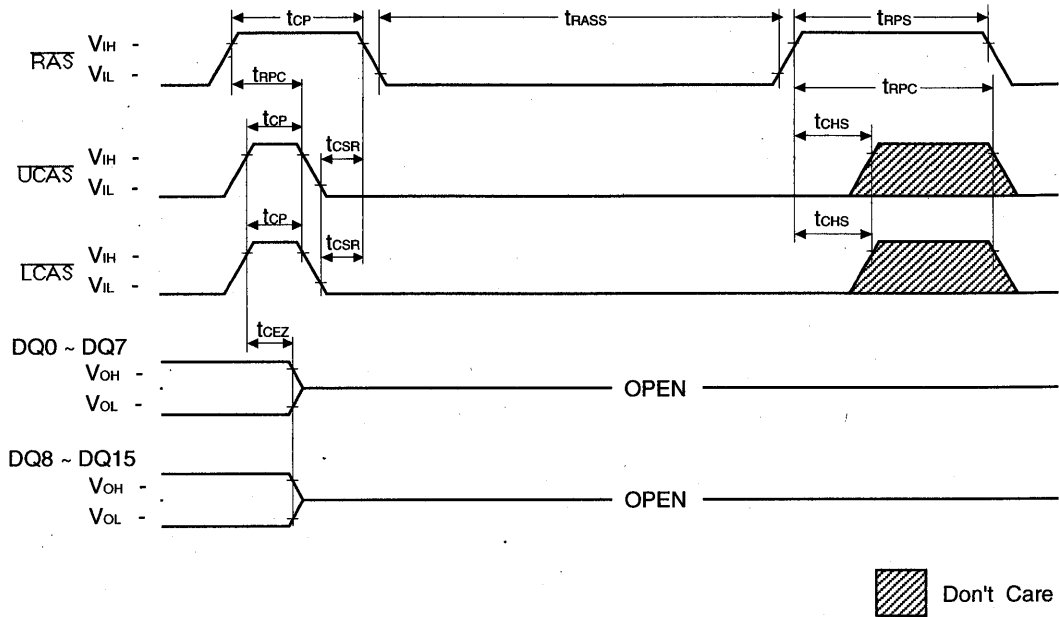 tCP tRASS tRPS
RAS VIH -
VIL -
tRPC tRPC
tCP tCSR tCHS
UCAS VIH -
VIL -
tCP tCSR tCHS
LCAS VIH -
VIL -
tCEZ
DQ0 ~ DQ7
VOH -
OPEN
VOL -
DQ8 ~ DQ15
VOH -
OPEN
VOL -
Don't Care